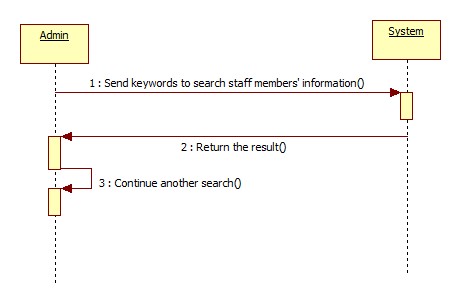 Admin
System
1 : Send keywords to search staff members' information()
2 : Return the result()
3 : Continue another search()